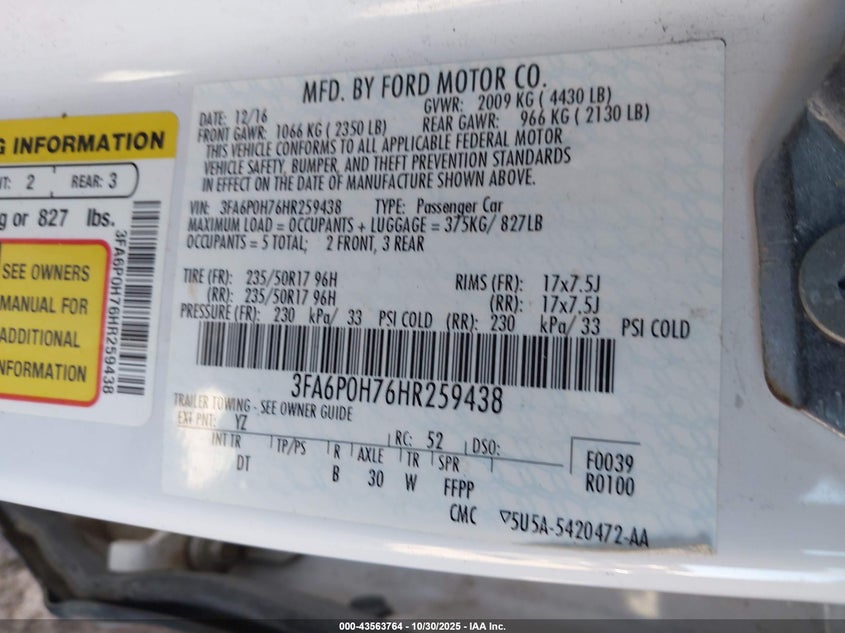 MFD. BY FORD MOTOR CO.
DATE: 12/16 GVWR: 2009 KG ( 4430 LB)
FRONT GAWR: 1066 KG ( 2350 LB) REAR GAWR: 966 KG ( 2130 LB)
THIS VEHICLE CONFORMS TO ALL APPLICABLE FEDERAL MOTOR
VEHICLE SAFETY, BUMPER, AND THEFT PREVENTION STANDARDS
IN EFFECT ON THE DATE OF MANUFACTURE SHOWN ABOVE.
VIN: 3FA6P0H76HR259438 TYPE: Passenger Car
MAXIMUM LOAD = OCCUPANTS + LUGGAGE = 375KG/ 827LB
OCCUPANTS = 5 TOTAL; 2 FRONT, 3 REAR
TIRE (FR): 235/50R17 96H RIMS (FR): 17x7.5J
(RR): 235/50R17 96H (RR): 17x7.5J
PRESSURE (FR): 230 kPa/ 33 PSI COLD (RR): 230 kPa/ 33 PSI COLD
3FA6P0H76HR259438
TRAILER TOWING - SEE OWNER GUIDE
EXT PNT: YZ RC: 52 DSO:
INT TR TP/PS R AXLE TR SPR F0039
DT B 30 W FFPP R0100
CMC ▽5U5A-5420472-AA
G INFORMATION
NT: 2 REAR: 3
g or 827 lbs.
SEE OWNERS
MANUAL FOR
ADDITIONAL
INFORMATION
3FA6P0H76HR259438
000-43563764 | 10/30/2025 - IAA Inc.